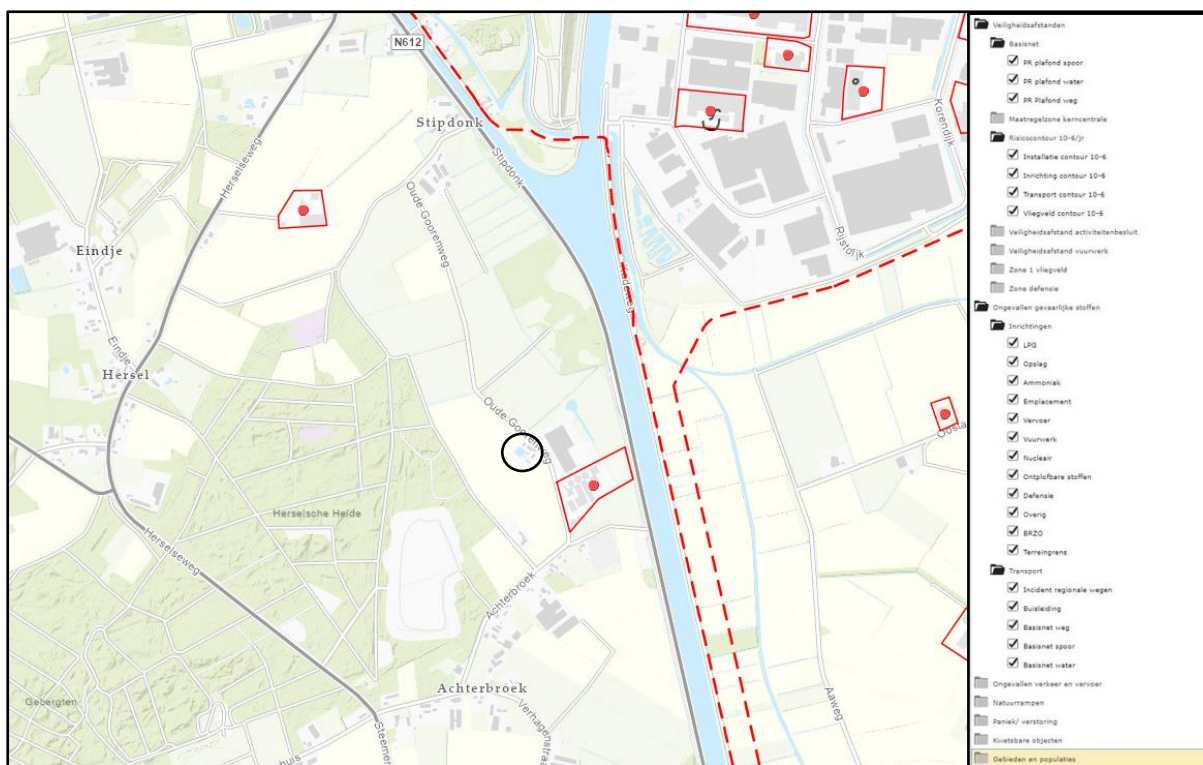 N612
Stipdonk
Stipdonk
Herselseweg
Oude Goorenweg
Korendijk
Rijstdijk
Eindje
Eindje
Hersel
Oude Goorenweg
Herselsche Heide
Herselseweg
Achterbroek
Achterbroek
Gebergten
Aaweg
Veiligheidsafstanden
Basisnet
PR plafond spoor
PR plafond water
PR Plafond weg
Maatregelzone kerncentrale
Risicocontour 10-6/jr
Installatie contour 10-6
Inrichting contour 10-6
Transport contour 10-6
Vliegveld contour 10-6
Veiligheidsafstand activiteitenbesluit
Veiligheidsafstand vuurwerk
Zone 1 vliegveld
Zone defensie
Ongevallen gevaarlijke stoffen
Inrichtingen
LPG
Opslag
Ammoniak
Emplacement
Vervoer
Vuurwerk
Nucleair
Ontplofbare stoffen
Defensie
Overig
BRZO
Terreingrens
Transport
Incident regionale wegen
Buisleiding
Basisnet weg
Basisnet spoor
Basisnet water
Ongevallen verkeer en vervoer
Natuurrampen
Paniek/ verstoring
Kwetsbare objecten
Gebieden en populaties